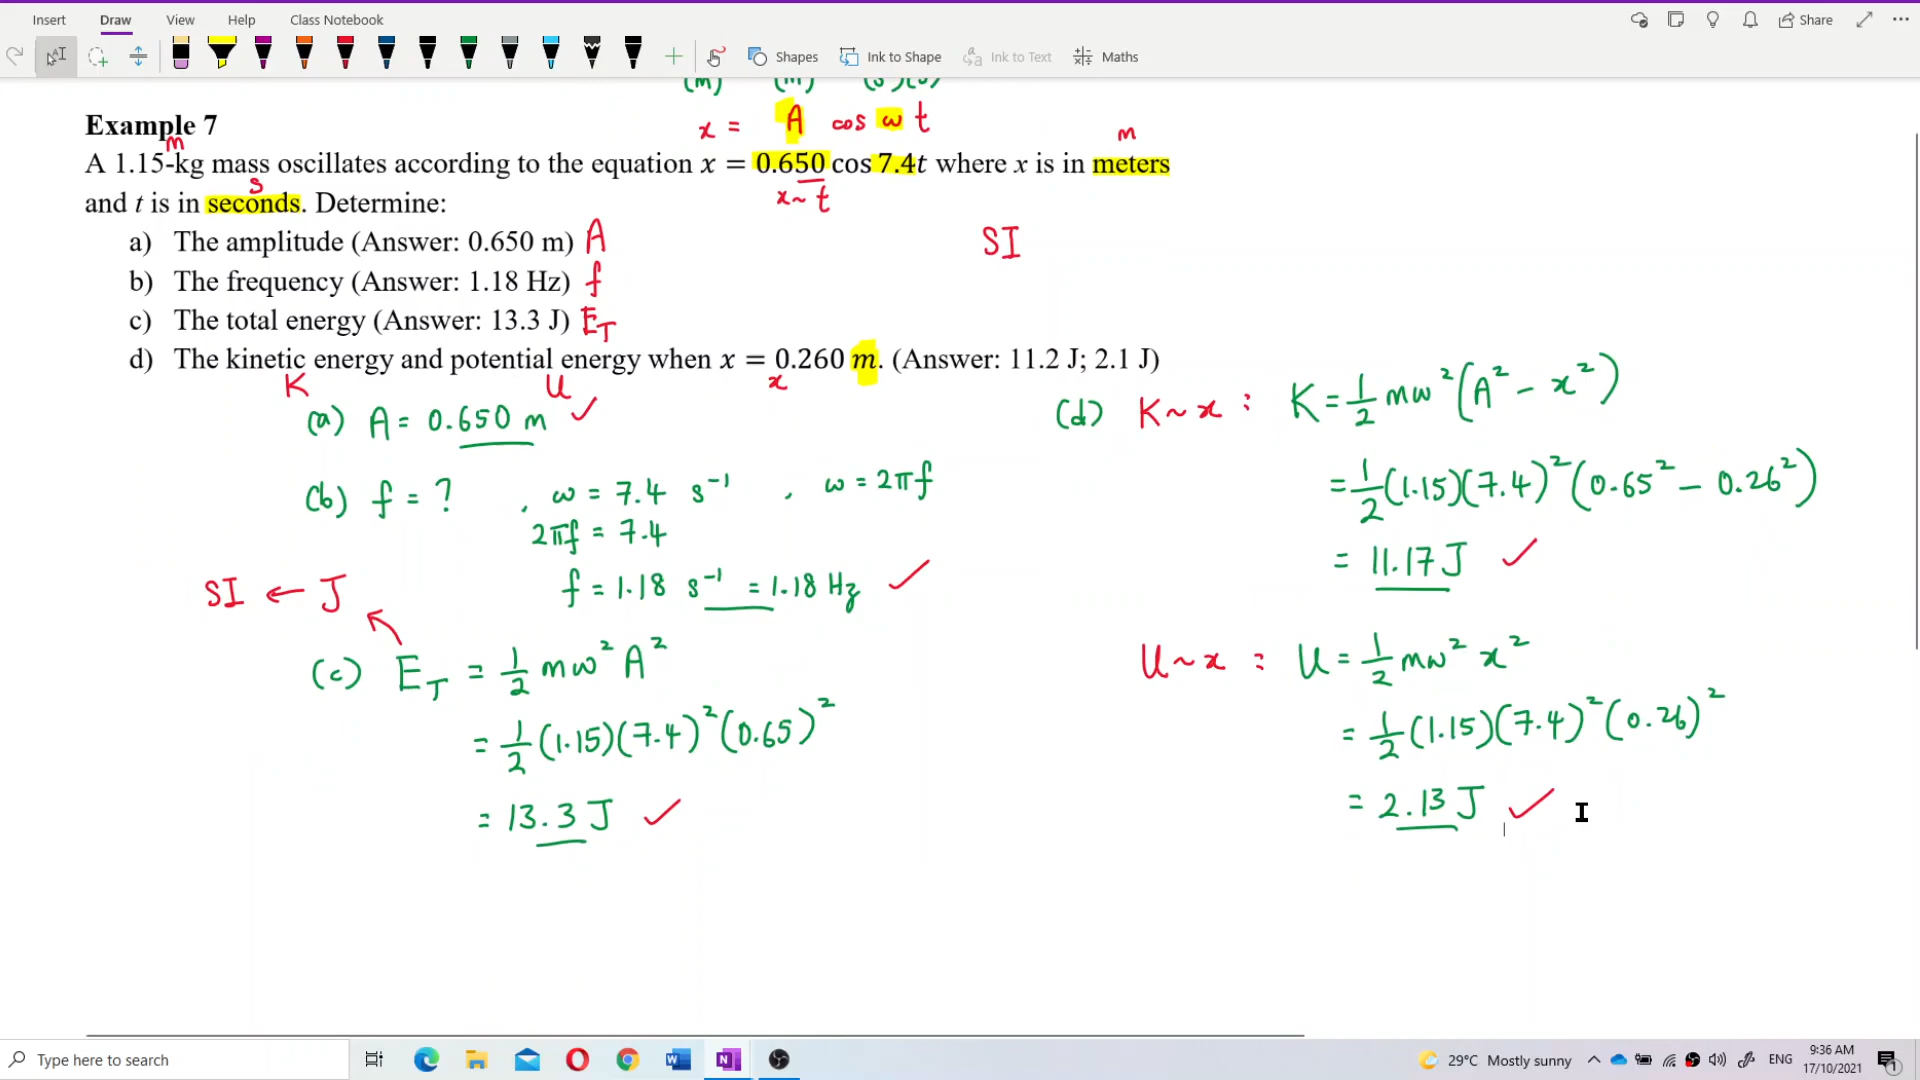 Insert Draw View Help Class Notebook Share
Shapes Ink to Shape Ink to Text Maths
(m) (m)
x = A cos ω t
Example 7
m m
A 1.15-kg mass oscillates according to the equation x = 0.650 cos 7.4t where x is in meters
s x ~ t
and t is in seconds. Determine:
a) The amplitude (Answer: 0.650 m) A
SI
b) The frequency (Answer: 1.18 Hz) f
c) The total energy (Answer: 13.3 J) E_T
d) The kinetic energy and potential energy when x = 0.260 m. (Answer: 11.2 J; 2.1 J)
K U x
(a) A = 0.650 m ✓
(b) f = ? , ω = 7.4 s⁻¹ , ω = 2πf
2πf = 7.4
f = 1.18 s⁻¹ = 1.18 Hz ✓
SI ← J
(c) E_T = 1/2 mω² A²
= 1/2 (1.15)(7.4)²(0.65)²
= 13.3 J ✓
(d) K ~ x : K = 1/2 mω² (A² − x²)
= 1/2 (1.15)(7.4)² (0.65² − 0.26²)
= 11.17 J ✓
U ~ x : U = 1/2 mω² x²
= 1/2 (1.15)(7.4)² (0.26)²
= 2.13 J ✓
Type here to search
29°C Mostly sunny
ENG
9:36 AM
17/10/2021
1